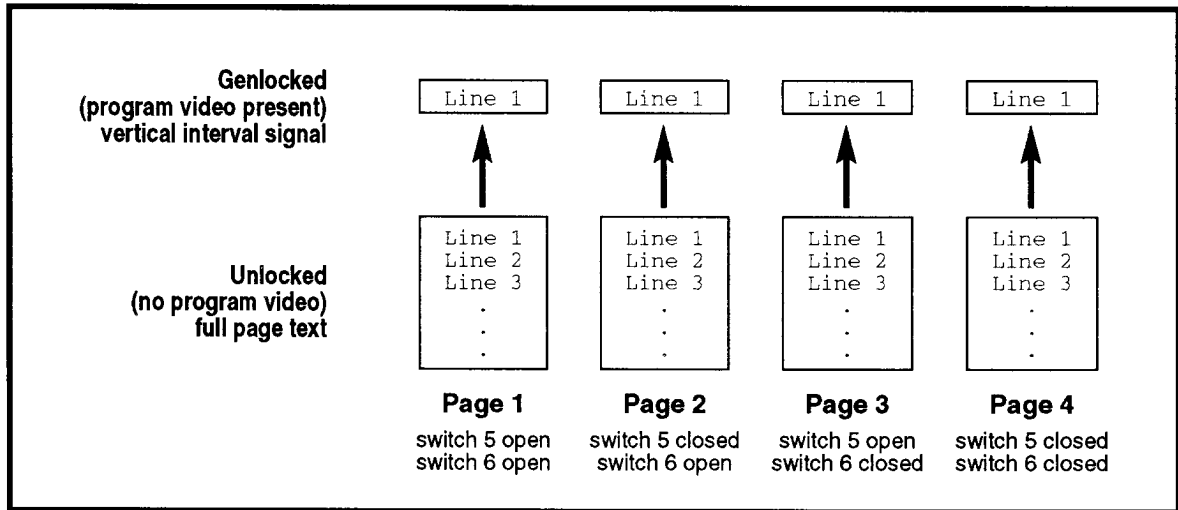 Genlocked
(program video present)
vertical interval signal
Line 1 Line 1 Line 1 Line 1
Unlocked
(no program video)
full page text
Line 1 Line 1 Line 1 Line 1
Line 2 Line 2 Line 2 Line 2
Line 3 Line 3 Line 3 Line 3
. . . .
. . . .
. . . .
Page 1 Page 2 Page 3 Page 4
switch 5 open switch 5 closed switch 5 open switch 5 closed
switch 6 open switch 6 open switch 6 closed switch 6 closed